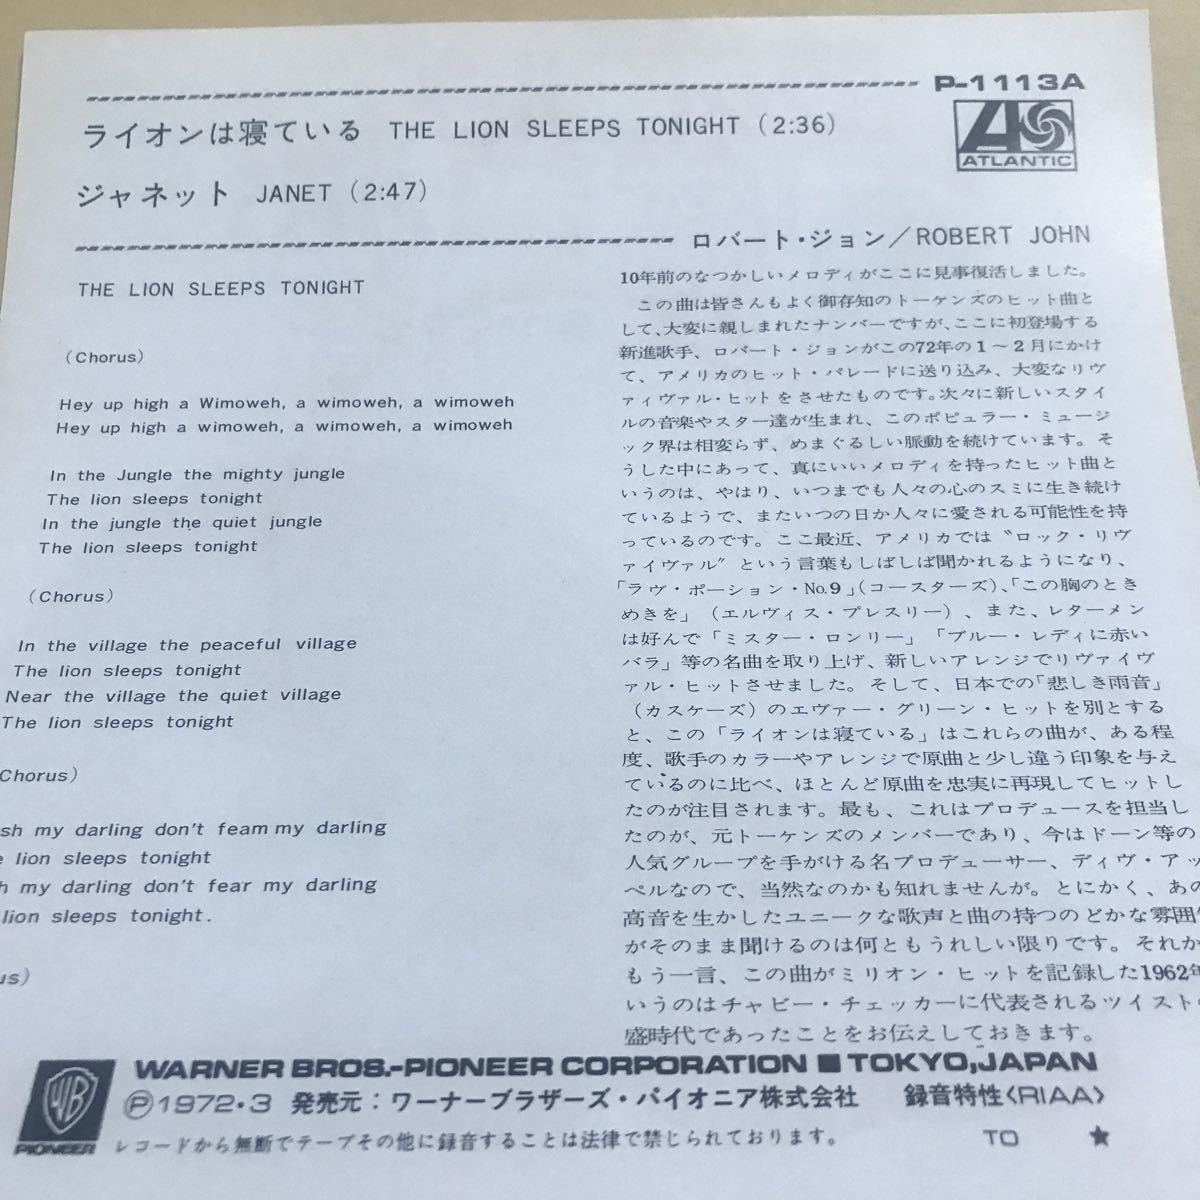 P-1113A
ライオンは寝ている THE LION SLEEPS TONIGHT (2:36)
ATLANTIC
ジャネット JANET (2:47)
ロバート・ジョン/ROBERT JOHN
THE LION SLEEPS TONIGHT
(Chorus)
Hey up high a Wimoweh, a wimoweh, a wimoweh
Hey up high a wimoweh, a wimoweh, a wimoweh
In the Jungle the mighty jungle
The lion sleeps tonight
In the jungle the quiet jungle
The lion sleeps tonight
(Chorus)
In the village the peaceful village
The lion sleeps tonight
Near the village the quiet village
The lion sleeps tonight
Chorus)
sh my darling don't feam my darling
e lion sleeps tonight
h my darling don't fear my darling
lion sleeps tonight.
us)
10年前のなつかしいメロディがここに見事復活しました。
この曲は皆さんもよく御存知のトーケンズのヒット曲と
して、大変に親しまれたナンバーですが、ここに初登場する
新進歌手、ロバート・ジョンがこの72年の1〜2月にかけ
て、アメリカのヒット・パレードに送り込み、大変なリヴ
ァイヴァル・ヒットをさせたものです。次々に新しいスタイ
ルの音楽やスター達が生まれ、このポピュラー・ミュージ
ック界は相変らず、めまぐるしい脈動を続けています。そ
うした中にあって、真にいいメロディを持ったヒット曲と
いうのは、やはり、いつまでも人々の心のスミに生き続け
ているようで、またいつの日か人々に愛される可能性を持
っているのです。ここ最近、アメリカでは〝ロック・リヴ
ァイヴァル〞という言葉もしばしば聞かれるようになり、
「ラヴ・ポーション・No.9」(コースターズ)、「この胸のとき
めきを」(エルヴィス・プレスリー)、また、レターメン
は好んで「ミスター・ロンリー」「ブルー・レディに赤い
バラ」等の名曲を取り上げ、新しいアレンジでリヴァイヴ
ァル・ヒットさせました。そして、日本での「悲しき雨音」
(カスケーズ)のエヴァー・グリーン・ヒットを別とする
と、この「ライオンは寝ている」はこれらの曲が、ある程
度、歌手のカラーやアレンジで原曲と少し違う印象を与え
ているのに比べ、ほとんど原曲を忠実に再現してヒットし
たのが注目されます。最も、これはプロデュースを担当し
たのが、元トーケンズのメンバーであり、今はドーン等の
人気グループを手がける名プロデューサー、ディヴ・アッ
ペルなので、当然なのかも知れませんが。とにかく、あの
高音を生かしたユニークな歌声と曲の持つのどかな雰囲気
がそのまま聞けるのは何ともうれしい限りです。それか
もう一言、この曲がミリオン・ヒットを記録した1962年
いうのはチャビー・チェッカーに代表されるツイストの
盛時代であったことをお伝えしておきます。
WARNER BROS.-PIONEER CORPORATION ■ TOKYO,JAPAN
Ⓟ1972・3 発売元：ワーナーブラザーズ・パイオニア株式会社 録音特性〈RIAA〉
PIONEER
レコードから無断でテープその他に録音することは法律で禁じられております。 TO ★